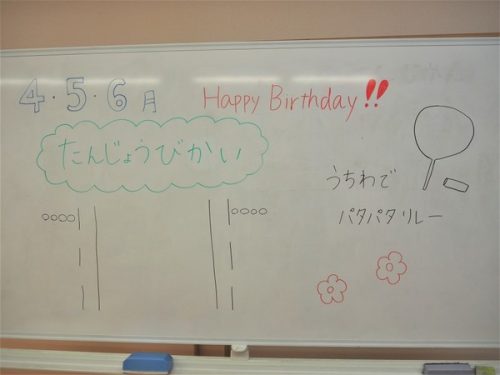 4・5・6月
Happy Birthday!!
たんじょうびかい
うちわで
パタパタリレー